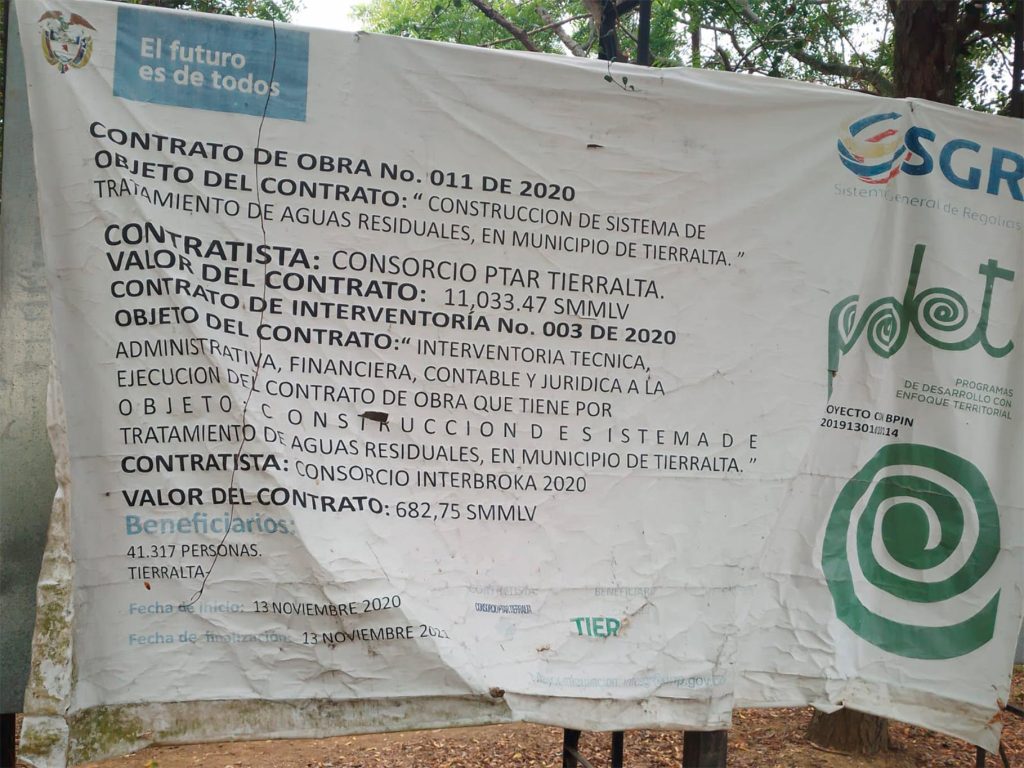 El futuro
es de todos
CONTRATO DE OBRA No. 011 DE 2020
OBJETO DEL CONTRATO: “ CONSTRUCCION DE SISTEMA DE
TRATAMIENTO DE AGUAS RESIDUALES, EN MUNICIPIO DE TIERRALTA. ”
CONTRATISTA: CONSORCIO PTAR TIERRALTA.
VALOR DEL CONTRATO: 11,033.47 SMMLV
CONTRATO DE INTERVENTORÍA No. 003 DE 2020
OBJETO DEL CONTRATO:“ INTERVENTORIA TECNICA,
ADMINISTRATIVA, FINANCIERA, CONTABLE Y JURIDICA A LA
EJECUCION DEL CONTRATO DE OBRA QUE TIENE POR
OBJETO CONSTRUCCION DE SISTEMA DE
TRATAMIENTO DE AGUAS RESIDUALES, EN MUNICIPIO DE TIERRALTA. ”
CONTRATISTA: CONSORCIO INTERBROKA 2020
VALOR DEL CONTRATO: 682,75 SMMLV
Beneficiarios:
41.317 PERSONAS.
TIERRALTA-
Fecha de inicio: 13 NOVIEMBRE 2020
Fecha de finalización: 13 NOVIEMBRE
CONSORCIO PTAR TIERRALTA
TIER
SGR
Sistema General de Regalías
pdet
PROGRAMAS
DE DESARROLLO CON
ENFOQUE TERRITORIAL
OYECTO BPIN